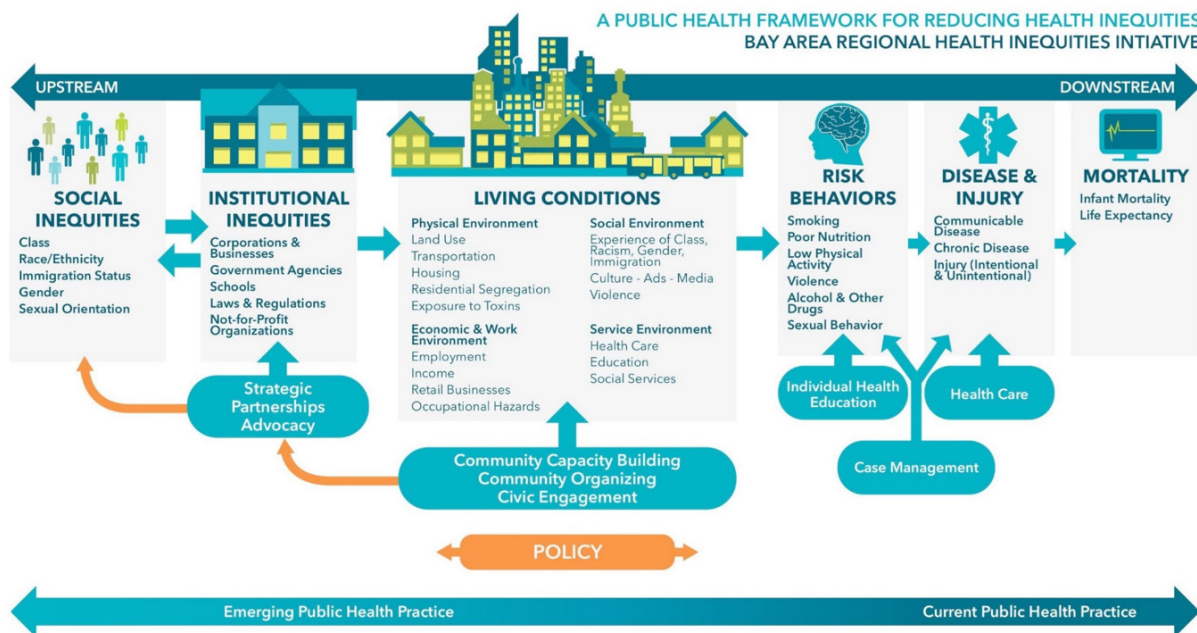 A PUBLIC HEALTH FRAMEWORK FOR REDUCING HEALTH INEQUITIES
BAY AREA REGIONAL HEALTH INEQUITIES INTIATIVE
UPSTREAM
DOWNSTREAM
SOCIAL
INEQUITIES
Class
Race/Ethnicity
Immigration Status
Gender
Sexual Orientation
INSTITUTIONAL
INEQUITIES
Corporations &
Businesses
Government Agencies
Schools
Laws & Regulations
Not-for-Profit
Organizations
LIVING CONDITIONS
Physical Environment
Land Use
Transportation
Housing
Residential Segregation
Exposure to Toxins
Economic & Work
Environment
Employment
Income
Retail Businesses
Occupational Hazards
Social Environment
Experience of Class,
Racism, Gender,
Immigration
Culture - Ads - Media
Violence
Service Environment
Health Care
Education
Social Services
RISK
BEHAVIORS
Smoking
Poor Nutrition
Low Physical
Activity
Violence
Alcohol & Other
Drugs
Sexual Behavior
DISEASE &
INJURY
Communicable
Disease
Chronic Disease
Injury (Intentional
& Unintentional)
MORTALITY
Infant Mortality
Life Expectancy
Strategic
Partnerships
Advocacy
Community Capacity Building
Community Organizing
Civic Engagement
Individual Health
Education
Health Care
Case Management
POLICY
Emerging Public Health Practice
Current Public Health Practice